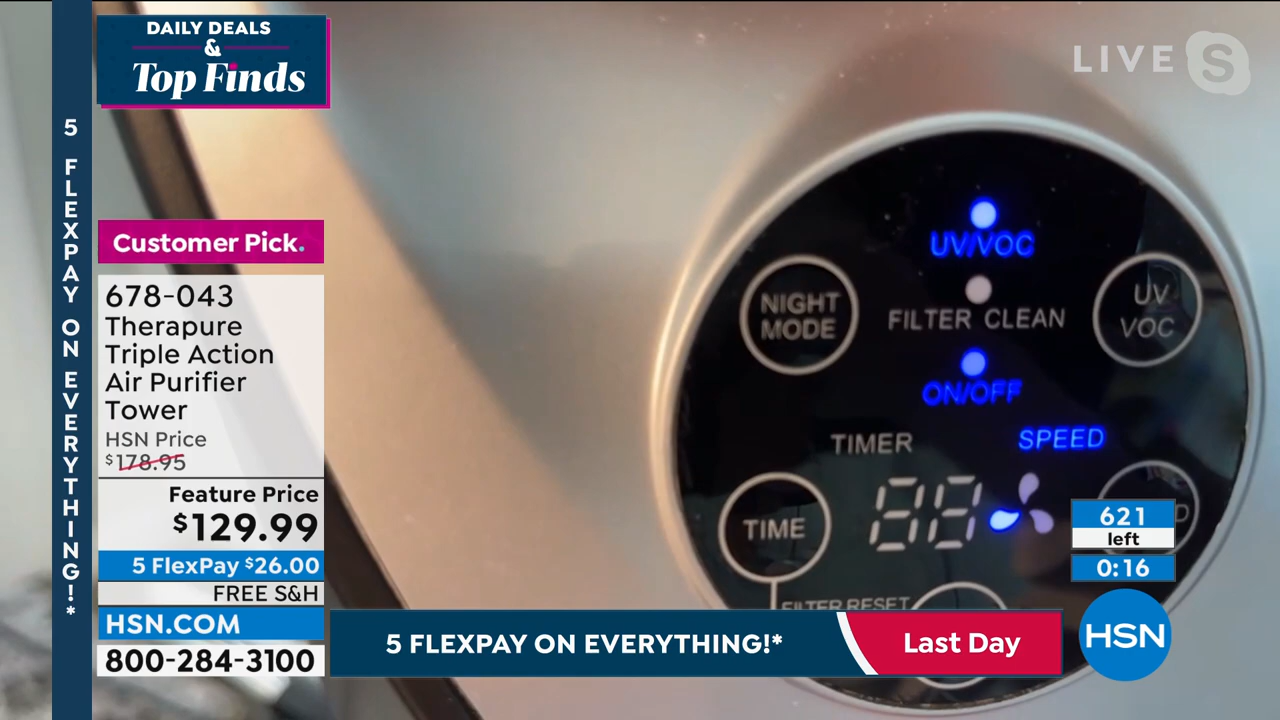 DAILY DEALS
&
Top Finds
LIVE S
5 FLEXPAY ON EVERYTHING!*
Customer Pick.
678-043
Therapure
Triple Action
Air Purifier
Tower
HSN Price
$178.95
Feature Price
$129.99
5 FlexPay $26.00
FREE S&H
HSN.COM
800-284-3100
UV/VOC
NIGHT
MODE
FILTER CLEAN
UV
VOC
ON/OFF
TIMER
SPEED
TIME
88
FILTER RESET
621
left
0:16
5 FLEXPAY ON EVERYTHING!*
Last Day
HSN